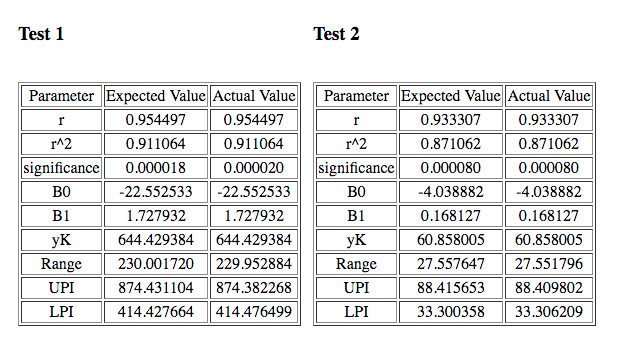 Test 1
Parameter Expected Value Actual Value
r 0.954497 0.954497
r^2 0.911064 0.911064
significance 0.000018 0.000020
B0 -22.552533 -22.552533
B1 1.727932 1.727932
yK 644.429384 644.429384
Range 230.001720 229.952884
UPI 874.431104 874.382268
LPI 414.427664 414.476499
Test 2
Parameter Expected Value Actual Value
r 0.933307 0.933307
r^2 0.871062 0.871062
significance 0.000080 0.000080
B0 -4.038882 -4.038882
B1 0.168127 0.168127
yK 60.858005 60.858005
Range 27.557647 27.551796
UPI 88.415653 88.409802
LPI 33.300358 33.306209